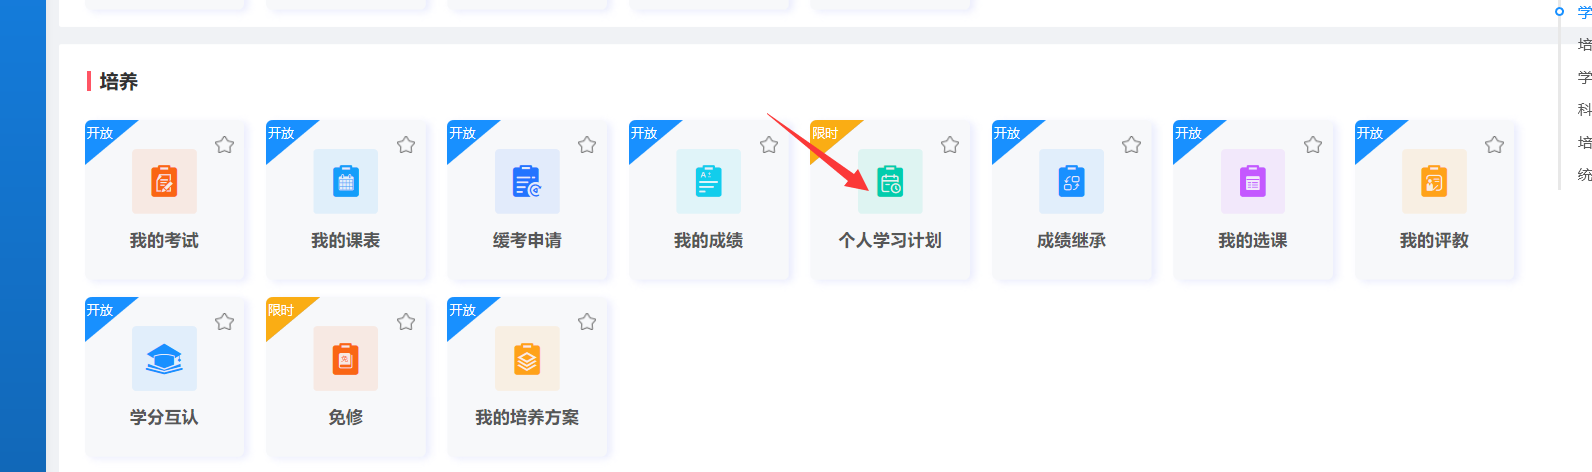 培养
开放
开放
开放
开放
限时
开放
开放
开放
我的考试
我的课表
缓考申请
我的成绩
个人学习计划
成绩继承
我的选课
我的评教
开放
限时
开放
免
学分互认
免修
我的培养方案
学
培
学
科
培
统